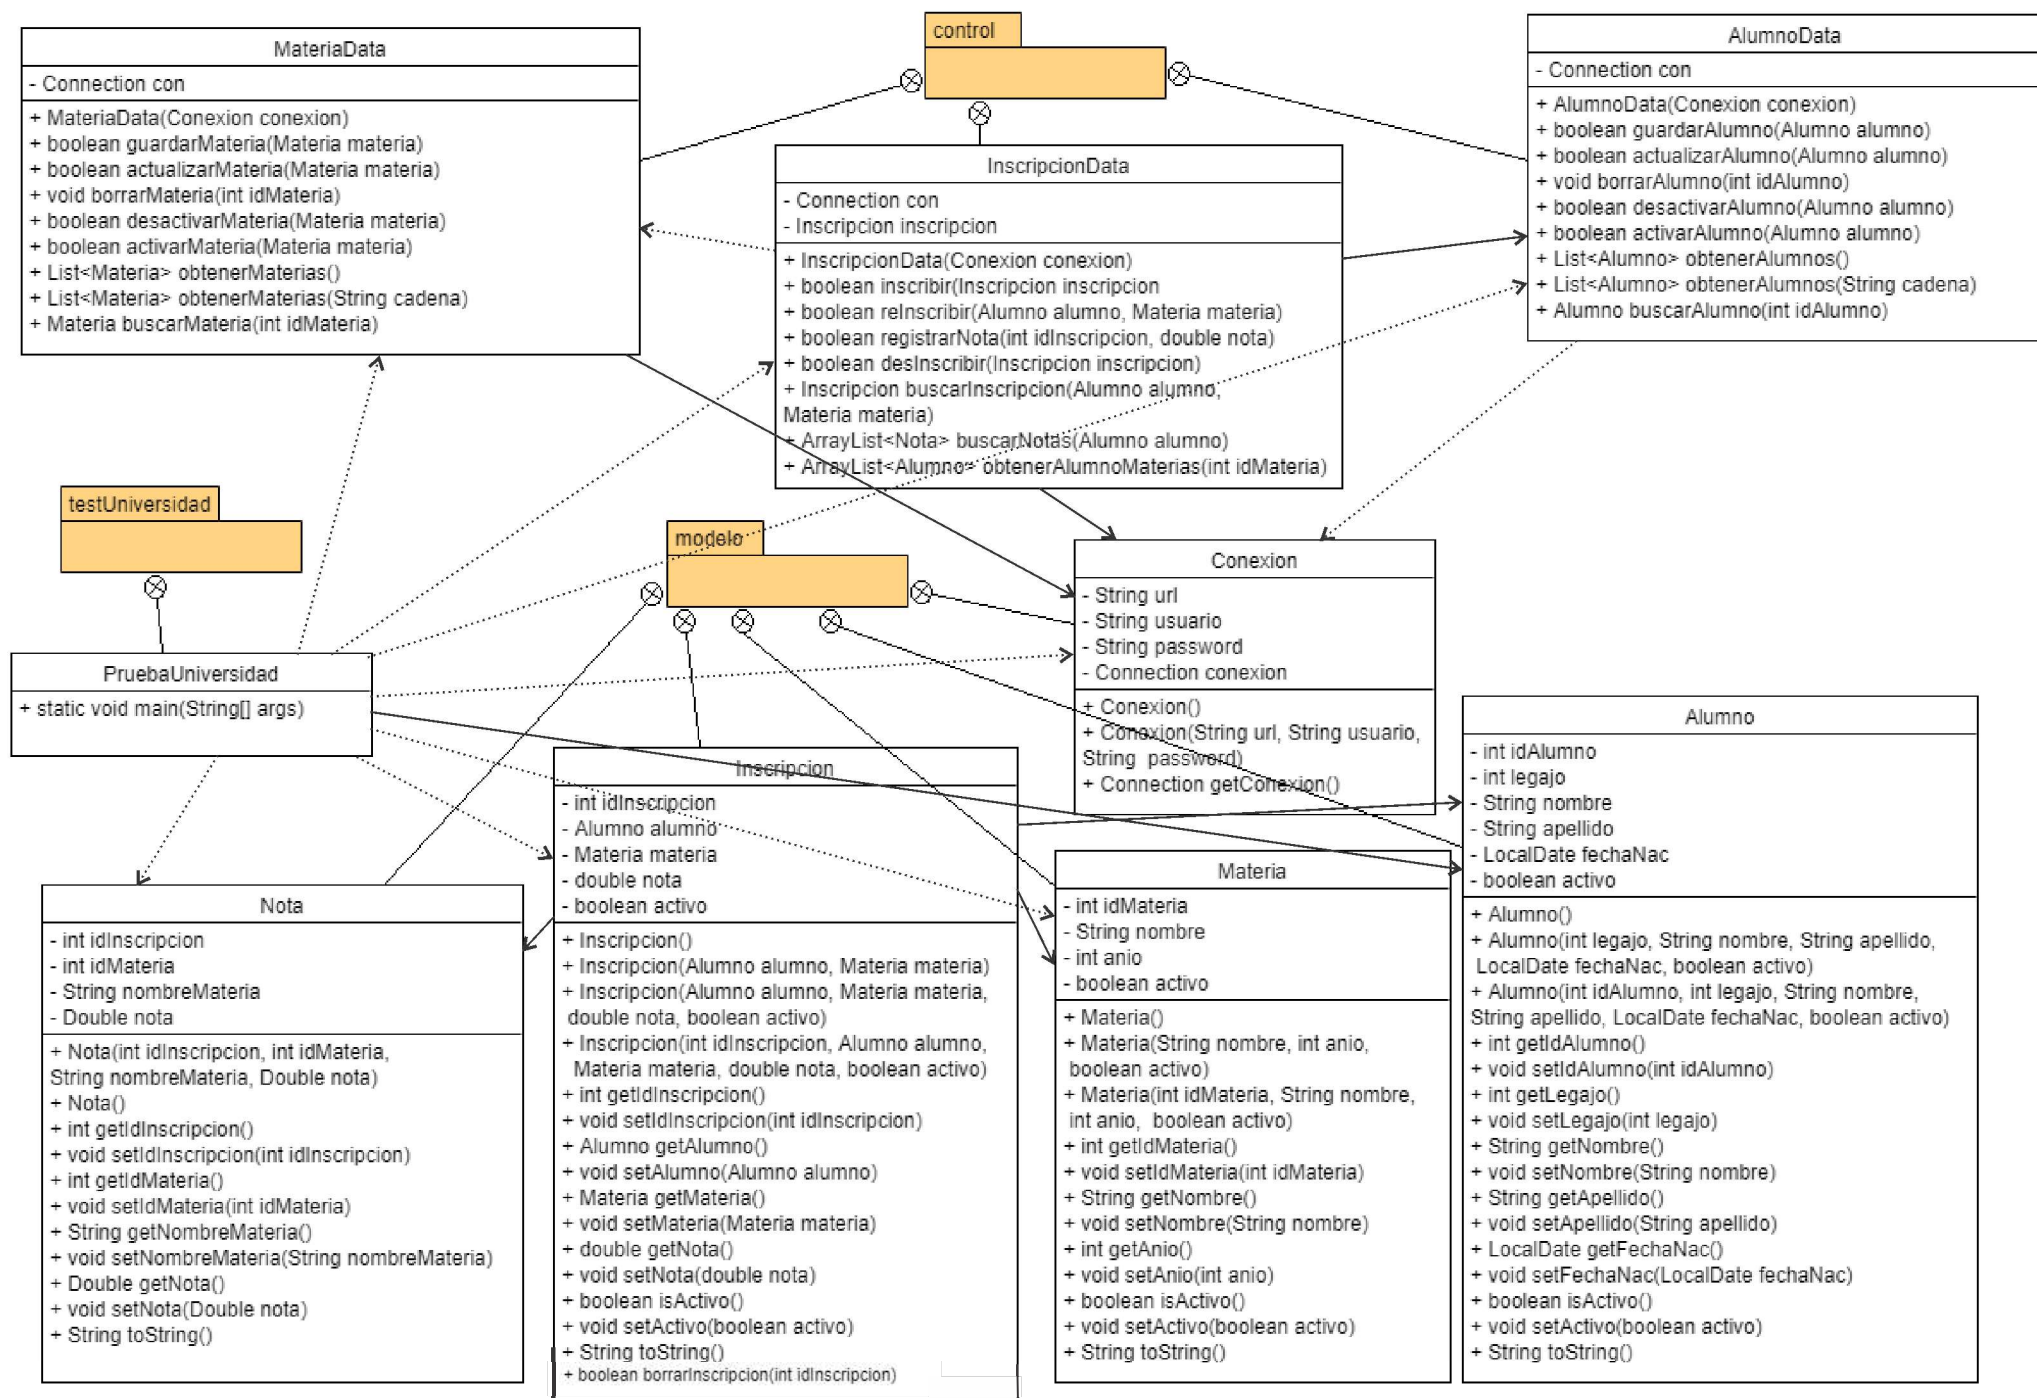 MateriaData
- Connection con
+ MateriaData(Conexion conexion)
+ boolean guardarMateria(Materia materia)
+ boolean actualizarMateria(Materia materia)
+ void borrarMateria(int idMateria)
+ boolean desactivarMateria(Materia materia)
+ boolean activarMateria(Materia materia)
+ List<Materia> obtenerMaterias()
+ List<Materia> obtenerMaterias(String cadena)
+ Materia buscarMateria(int idMateria)
control
InscripcionData
- Connection con
- Inscripcion inscripcion
+ InscripcionData(Conexion conexion)
+ boolean inscribir(Inscripcion inscripcion
+ boolean reInscribir(Alumno alumno, Materia materia)
+ boolean registrarNota(int idInscripcion, double nota)
+ boolean desInscribir(Inscripcion inscripcion)
+ Inscripcion buscarInscripcion(Alumno alumno,
Materia materia)
+ ArrayList<Nota> buscarNotas(Alumno alumno)
+ ArrayList<Alumno> obtenerAlumnoMaterias(int idMateria)
AlumnoData
- Connection con
+ AlumnoData(Conexion conexion)
+ boolean guardarAlumno(Alumno alumno)
+ boolean actualizarAlumno(Alumno alumno)
+ void borrarAlumno(int idAlumno)
+ boolean desactivarAlumno(Alumno alumno)
+ boolean activarAlumno(Alumno alumno)
+ List<Alumno> obtenerAlumnos()
+ List<Alumno> obtenerAlumnos(String cadena)
+ Alumno buscarAlumno(int idAlumno)
testUniversidad
modelo
PruebaUniversidad
+ static void main(String[] args)
Conexion
- String url
- String usuario
- String password
- Connection conexion
+ Conexion()
+ Conexion(String url, String usuario,
String password)
+ Connection getConexion()
Nota
- int idInscripcion
- int idMateria
- String nombreMateria
- Double nota
+ Nota(int idInscripcion, int idMateria,
String nombreMateria, Double nota)
+ Nota()
+ int getIdInscripcion()
+ void setIdInscripcion(int idInscripcion)
+ int getIdMateria()
+ void setIdMateria(int idMateria)
+ String getNombreMateria()
+ void setNombreMateria(String nombreMateria)
+ Double getNota()
+ void setNota(Double nota)
+ String toString()
Inscripcion
- int idInscripcion
- Alumno alumno
- Materia materia
- double nota
- boolean activo
+ Inscripcion()
+ Inscripcion(Alumno alumno, Materia materia)
+ Inscripcion(Alumno alumno, Materia materia,
double nota, boolean activo)
+ Inscripcion(int idInscripcion, Alumno alumno,
Materia materia, double nota, boolean activo)
+ int getIdInscripcion()
+ void setIdInscripcion(int idInscripcion)
+ Alumno getAlumno()
+ void setAlumno(Alumno alumno)
+ Materia getMateria()
+ void setMateria(Materia materia)
+ double getNota()
+ void setNota(double nota)
+ boolean isActivo()
+ void setActivo(boolean activo)
+ String toString()
+ boolean borrarInscripcion(int idInscripcion)
Materia
- int idMateria
- String nombre
- int anio
- boolean activo
+ Materia()
+ Materia(String nombre, int anio,
boolean activo)
+ Materia(int idMateria, String nombre,
int anio, boolean activo)
+ int getIdMateria()
+ void setIdMateria(int idMateria)
+ String getNombre()
+ void setNombre(String nombre)
+ int getAnio()
+ void setAnio(int anio)
+ boolean isActivo()
+ void setActivo(boolean activo)
+ String toString()
Alumno
- int idAlumno
- int legajo
- String nombre
- String apellido
- LocalDate fechaNac
- boolean activo
+ Alumno()
+ Alumno(int legajo, String nombre, String apellido,
LocalDate fechaNac, boolean activo)
+ Alumno(int idAlumno, int legajo, String nombre,
String apellido, LocalDate fechaNac, boolean activo)
+ int getIdAlumno()
+ void setIdAlumno(int idAlumno)
+ int getLegajo()
+ void setLegajo(int legajo)
+ String getNombre()
+ void setNombre(String nombre)
+ String getApellido()
+ void setApellido(String apellido)
+ LocalDate getFechaNac()
+ void setFechaNac(LocalDate fechaNac)
+ boolean isActivo()
+ void setActivo(boolean activo)
+ String toString()